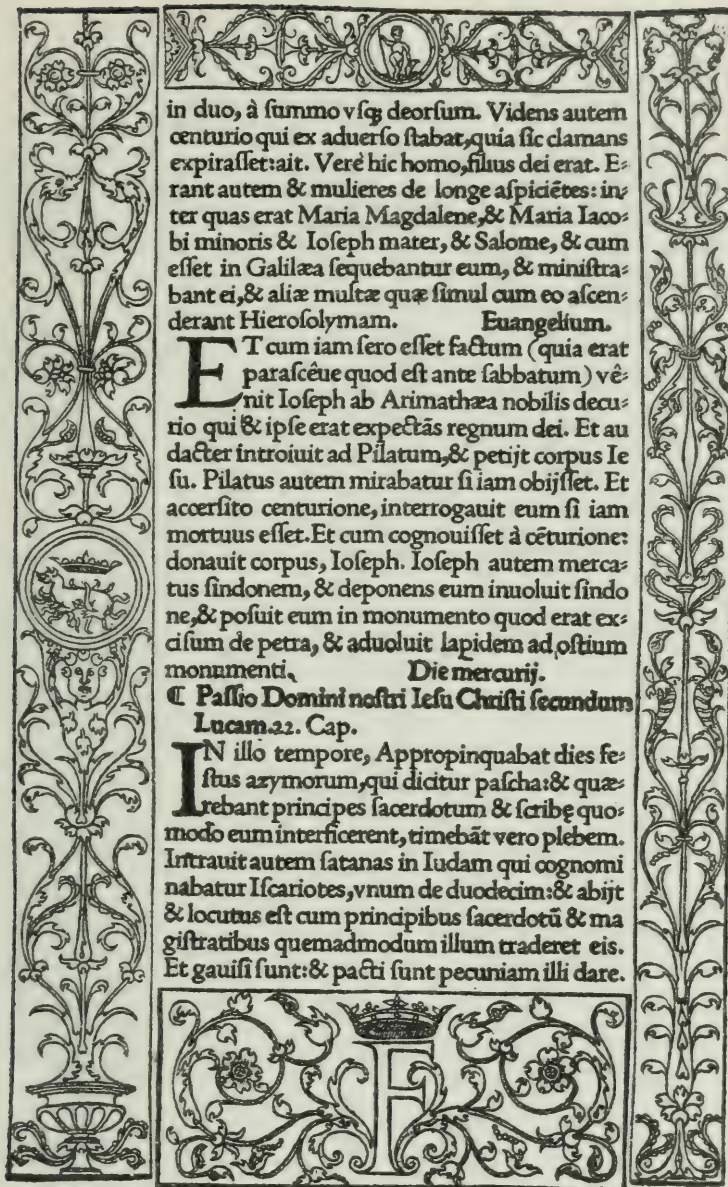 in duo, à ſummo vſqꝫ deorſum. Videns autem
centurio qui ex aduerſo ſtabat, quia ſic clamans
expiraſſet: ait. Verè hic homo, filius dei erat. E⸗
rant autem & mulieres de longe aſpiciẽtes: in⸗
ter quas erat Maria Magdalene, & Maria Iaco⸗
bi minoris & Ioſeph mater, & Salome, & cum
eſſet in Galilæa ſequebantur eum, & miniſtra⸗
bant ei, & aliæ multæ quæ ſimul cum eo aſcen⸗
derant Hieroſolymam. Euangelium.
ET cum iam ſero eſſet factum (quia erat
paraſcêue quod eſt ante ſabbatum) vê⸗
nit Ioſeph ab Arimathæa nobilis decu⸗
rio qui & ipſe erat expectãs regnum dei. Et au
dacter introiuit ad Pilatum, & petijt corpus Ie
ſu. Pilatus autem mirabatur ſi iam obijſſet. Et
accerſito centurione, interrogauit eum ſi iam
mortuus eſſet. Et cum cognouiſſet à cẽturione:
donauit corpus, Ioſeph. Ioſeph autem merca⸗
tus ſindonem, & deponens eum inuoluit ſindo
ne, & poſuit eum in monumento quod erat ex⸗
ciſum de petra, & aduoluit lapidem ad oſtium
monumenti. Die mercurij.
⁋ Paſſio Domini noſtri Ieſu Chriſti ſecundum
Lucam. 22. Cap.
IN illo tempore, Appropinquabat dies fe⸗
ſtus azymorum, qui dicitur paſcha: & quæ⸗
rebant principes ſacerdotum & ſcribę quo⸗
modo eum interficerent, timebãt vero plebem.
Intrauit autem ſatanas in Iudam qui cognomi
nabatur Iſcariotes, vnum de duodecim: & abijt
& locutus eſt cum principibus ſacerdotũ & ma
giſtratibus quemadmodum illum traderet eis.
Et gauiſi ſunt: & pacti ſunt pecuniam illi dare.
F